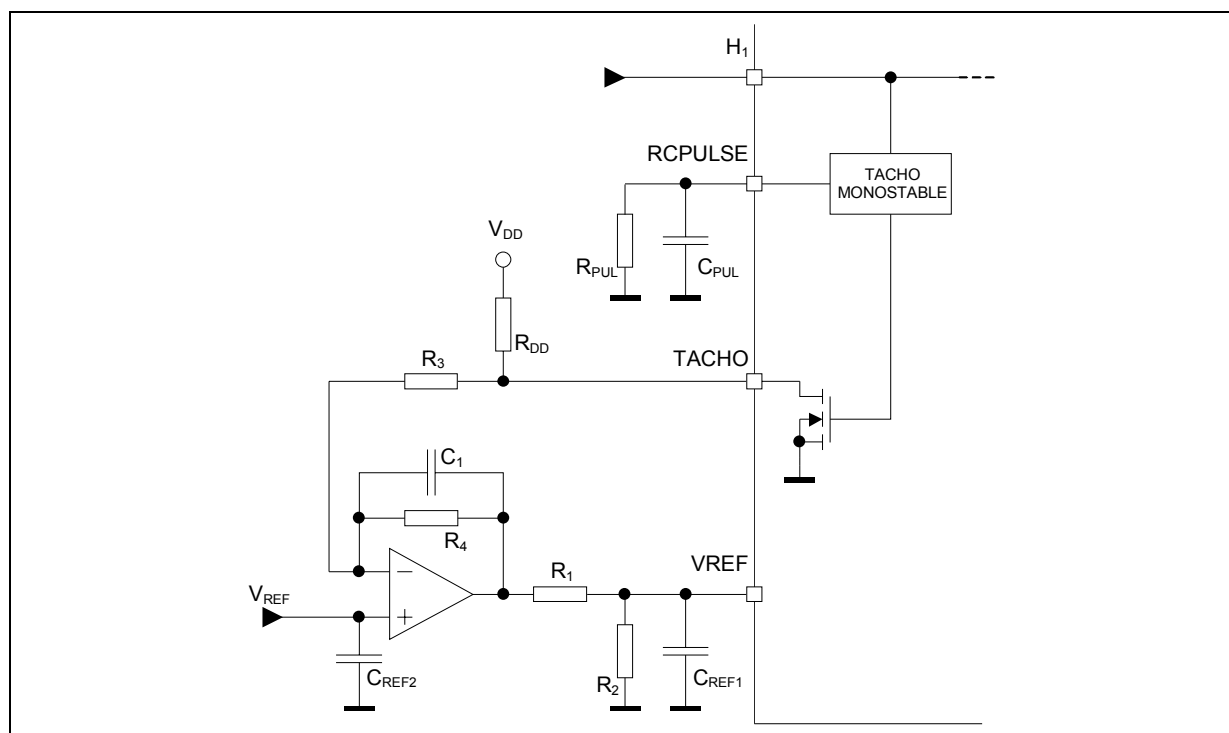 H1
RCPULSE
TACHO
MONOSTABLE
VDD
RPUL
CPUL
RDD
R3
TACHO
C1
R4
R1
VREF
VREF
CREF2
R2
CREF1